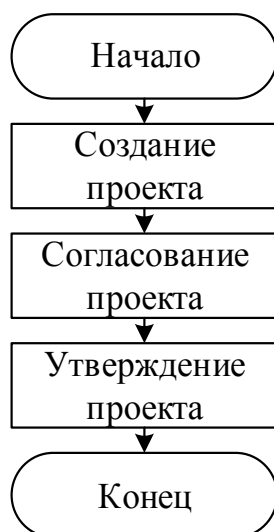 Начало
Создание
проекта
Согласование
проекта
Утверждение
проекта
Конец